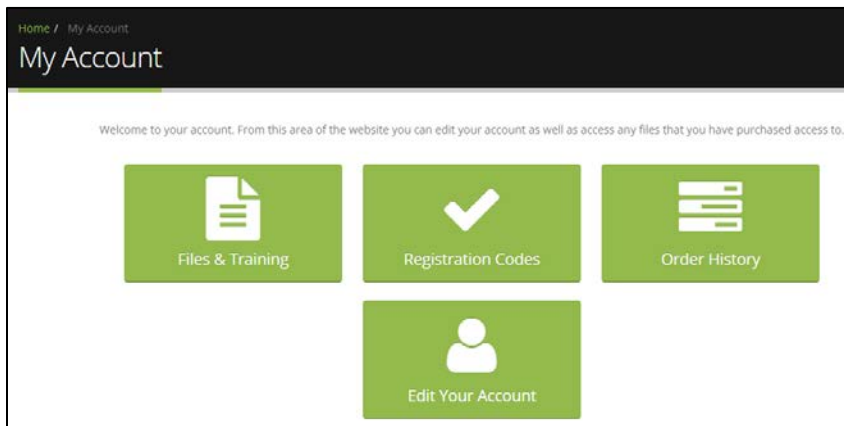 Home / My Account
My Account
Welcome to your account. From this area of the website you can edit your account as well as access any files that you have purchased access to.
Files & Training
Registration Codes
Order History
Edit Your Account